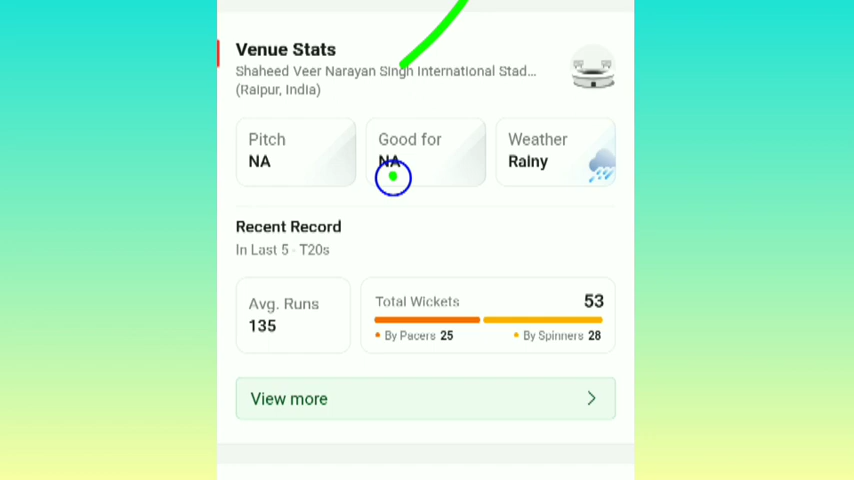 Venue Stats
Shaheed Veer Narayan Singh International Stad...
(Raipur, India)
Pitch
NA
Good for
NA
Weather
Rainy
Recent Record
In Last 5 · T20s
Avg. Runs
135
Total Wickets
53
• By Pacers 25
• By Spinners 28
View more